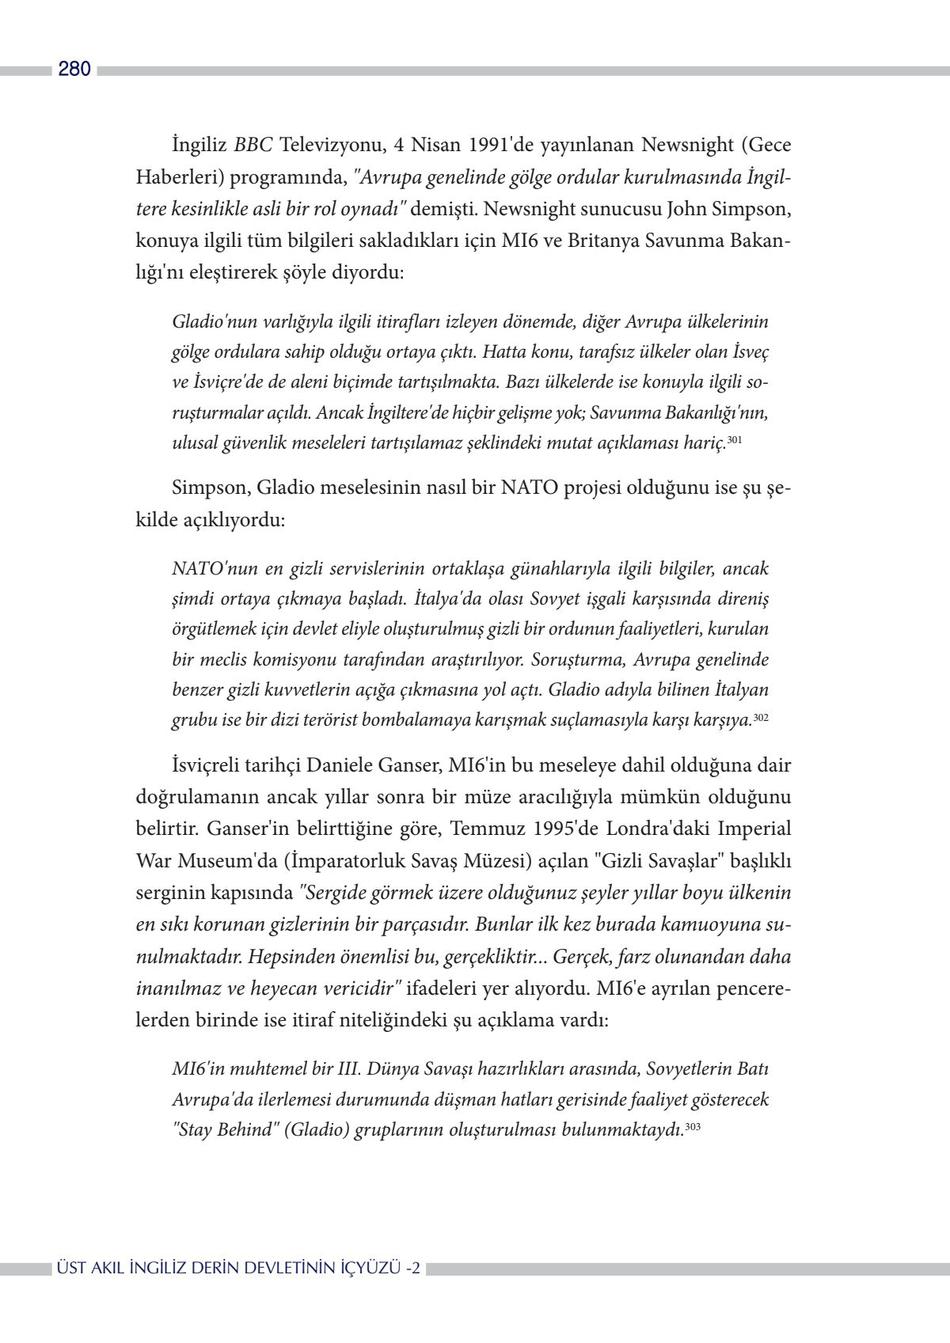 280
İngiliz BBC Televizyonu, 4 Nisan 1991'de yayınlanan Newsnight (Gece
Haberleri) programında, "Avrupa genelinde gölge ordular kurulmasında İngil-
tere kesinlikle asli bir rol oynadı" demişti. Newsnight sunucusu John Simpson,
konuya ilgili tüm bilgileri sakladıkları için MI6 ve Britanya Savunma Bakan-
lığı'nı eleştirerek şöyle diyordu:
Gladio'nun varlığıyla ilgili itirafları izleyen dönemde, diğer Avrupa ülkelerinin
gölge ordulara sahip olduğu ortaya çıktı. Hatta konu, tarafsız ülkeler olan İsveç
ve İsviçre'de de aleni biçimde tartışılmakta. Bazı ülkelerde ise konuyla ilgili so-
ruşturmalar açıldı. Ancak İngiltere'de hiçbir gelişme yok; Savunma Bakanlığı'nın,
ulusal güvenlik meseleleri tartışılamaz şeklindeki mutat açıklaması hariç.301
Simpson, Gladio meselesinin nasıl bir NATO projesi olduğunu ise şu şe-
kilde açıklıyordu:
NATO'nun en gizli servislerinin ortaklaşa günahlarıyla ilgili bilgiler, ancak
şimdi ortaya çıkmaya başladı. İtalya'da olası Sovyet işgali karşısında direniş
örgütlemek için devlet eliyle oluşturulmuş gizli bir ordunun faaliyetleri, kurulan
bir meclis komisyonu tarafından araştırılıyor. Soruşturma, Avrupa genelinde
benzer gizli kuvvetlerin açığa çıkmasına yol açtı. Gladio adıyla bilinen İtalyan
grubu ise bir dizi terörist bombalamaya karışmak suçlamasıyla karşı karşıya.302
İsviçreli tarihçi Daniele Ganser, MI6'in bu meseleye dahil olduğuna dair
doğrulamanın ancak yıllar sonra bir müze aracılığıyla mümkün olduğunu
belirtir. Ganser'in belirttiğine göre, Temmuz 1995'de Londra'daki Imperial
War Museum'da (İmparatorluk Savaş Müzesi) açılan "Gizli Savaşlar" başlıklı
serginin kapısında "Sergide görmek üzere olduğunuz şeyler yıllar boyu ülkenin
en sıkı korunan gizlerinin bir parçasıdır. Bunlar ilk kez burada kamuoyuna su-
nulmaktadır. Hepsinden önemlisi bu, gerçekliktir... Gerçek, farz olunandan daha
inanılmaz ve heyecan vericidir" ifadeleri yer alıyordu. MI6'e ayrılan pencere-
lerden birinde ise itiraf niteliğindeki şu açıklama vardı:
MI6'in muhtemel bir III. Dünya Savaşı hazırlıkları arasında, Sovyetlerin Batı
Avrupa'da ilerlemesi durumunda düşman hatları gerisinde faaliyet gösterecek
"Stay Behind" (Gladio) gruplarının oluşturulması bulunmaktaydı.303
ÜST AKIL İNGİLİZ DERİN DEVLETİNİN İÇYÜZÜ -2